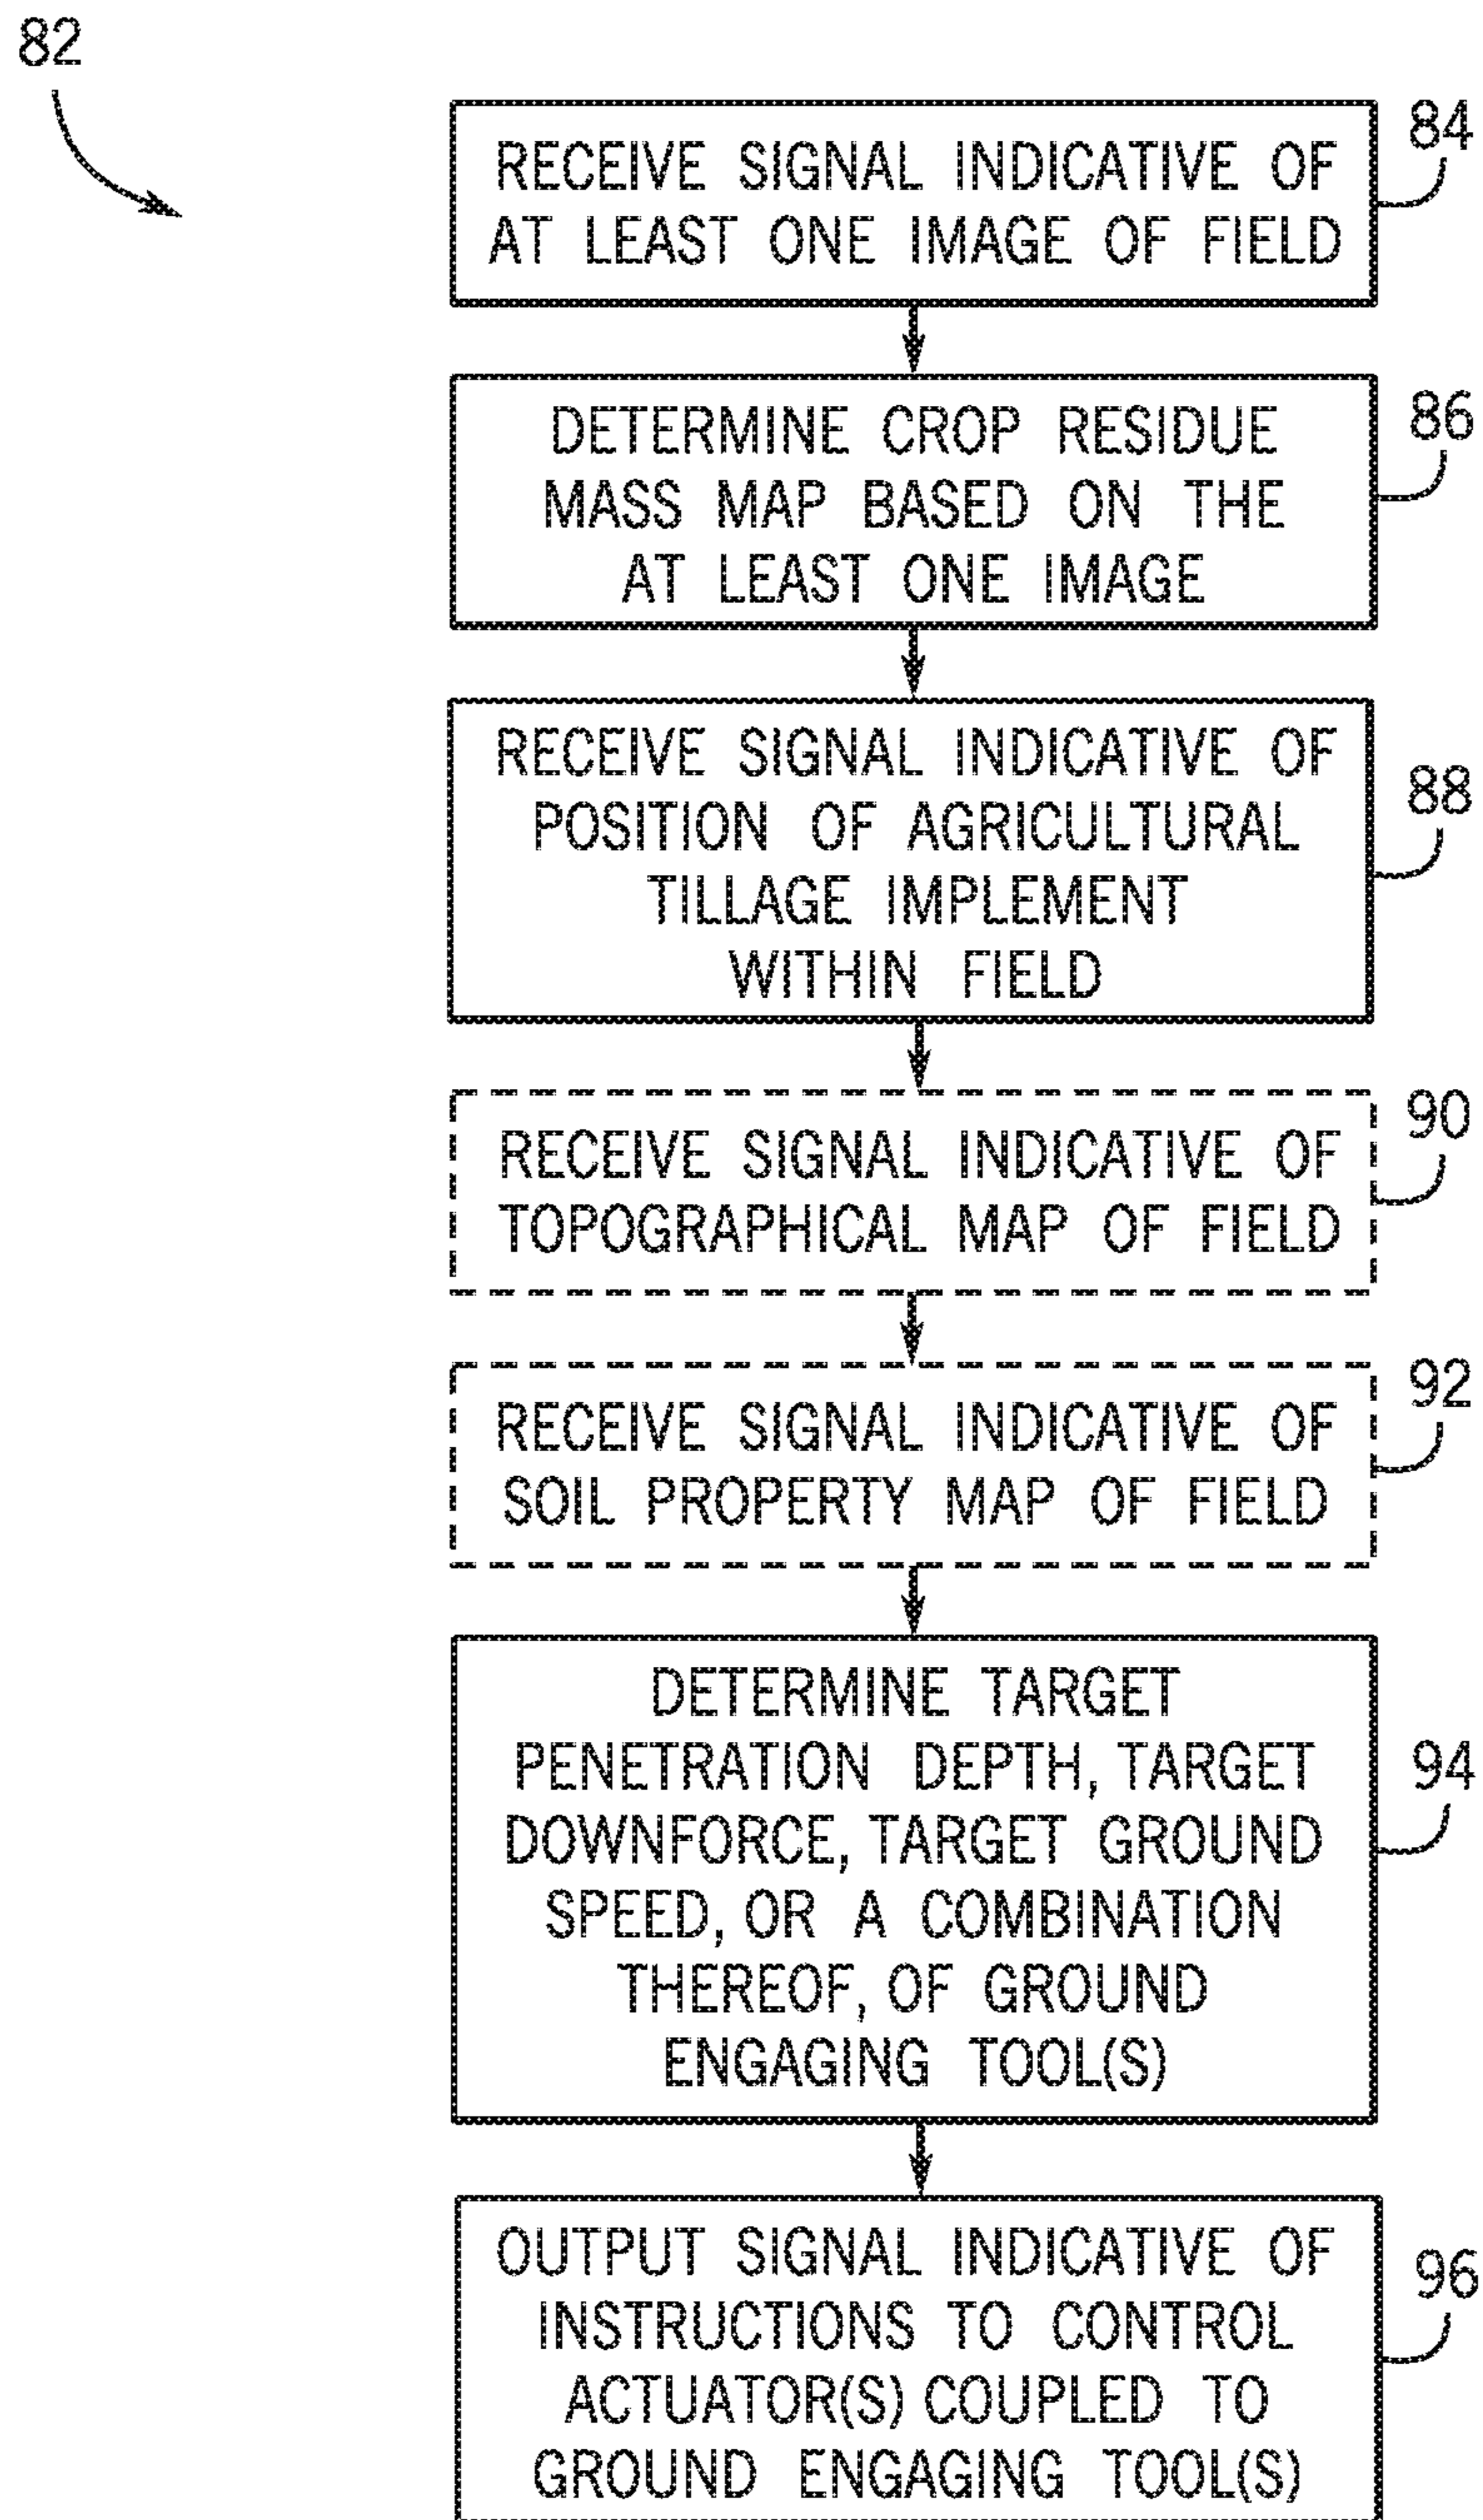 82
84
RECEIVE SIGNAL INDICATIVE OF
AT LEAST ONE IMAGE OF FIELD
86
DETERMINE CROP RESIDUE
MASS MAP BASED ON THE
AT LEAST ONE IMAGE
RECEIVE SIGNAL INDICATIVE OF
88
POSITION OF AGRICULTURAL
TILLAGE IMPLEMENT
WITHIN FIELD
90
RECEIVE SIGNAL INDICATIVE OF
TOPOGRAPHICAL MAP OF FIELD
92
RECEIVE SIGNAL INDICATIVE OF
SOIL PROPERTY MAP OF FIELD
DETERMINE TARGET
PENETRATION DEPTH, TARGET
94
DOWNFORCE, TARGET GROUND
SPEED, OR A COMBINATION
THEREOF, OF GROUND
ENGAGING TOOL(S)
OUTPUT SIGNAL INDICATIVE OF
96
INSTRUCTIONS TO CONTROL
ACTUATOR(S) COUPLED TO
GROUND ENGAGING TOOL(S)